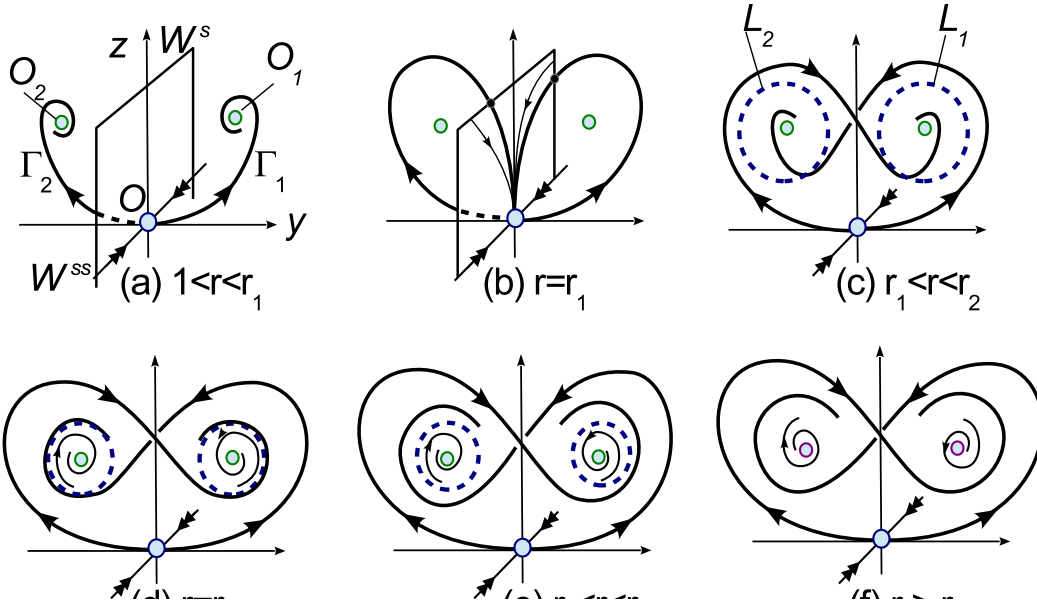 z W^s
O_2 O_1
Γ_2 Γ_1
O
y
W^ss
(a) 1<r<r_1
(b) r=r_1
L_2 L_1
(c) r_1<r<r_2